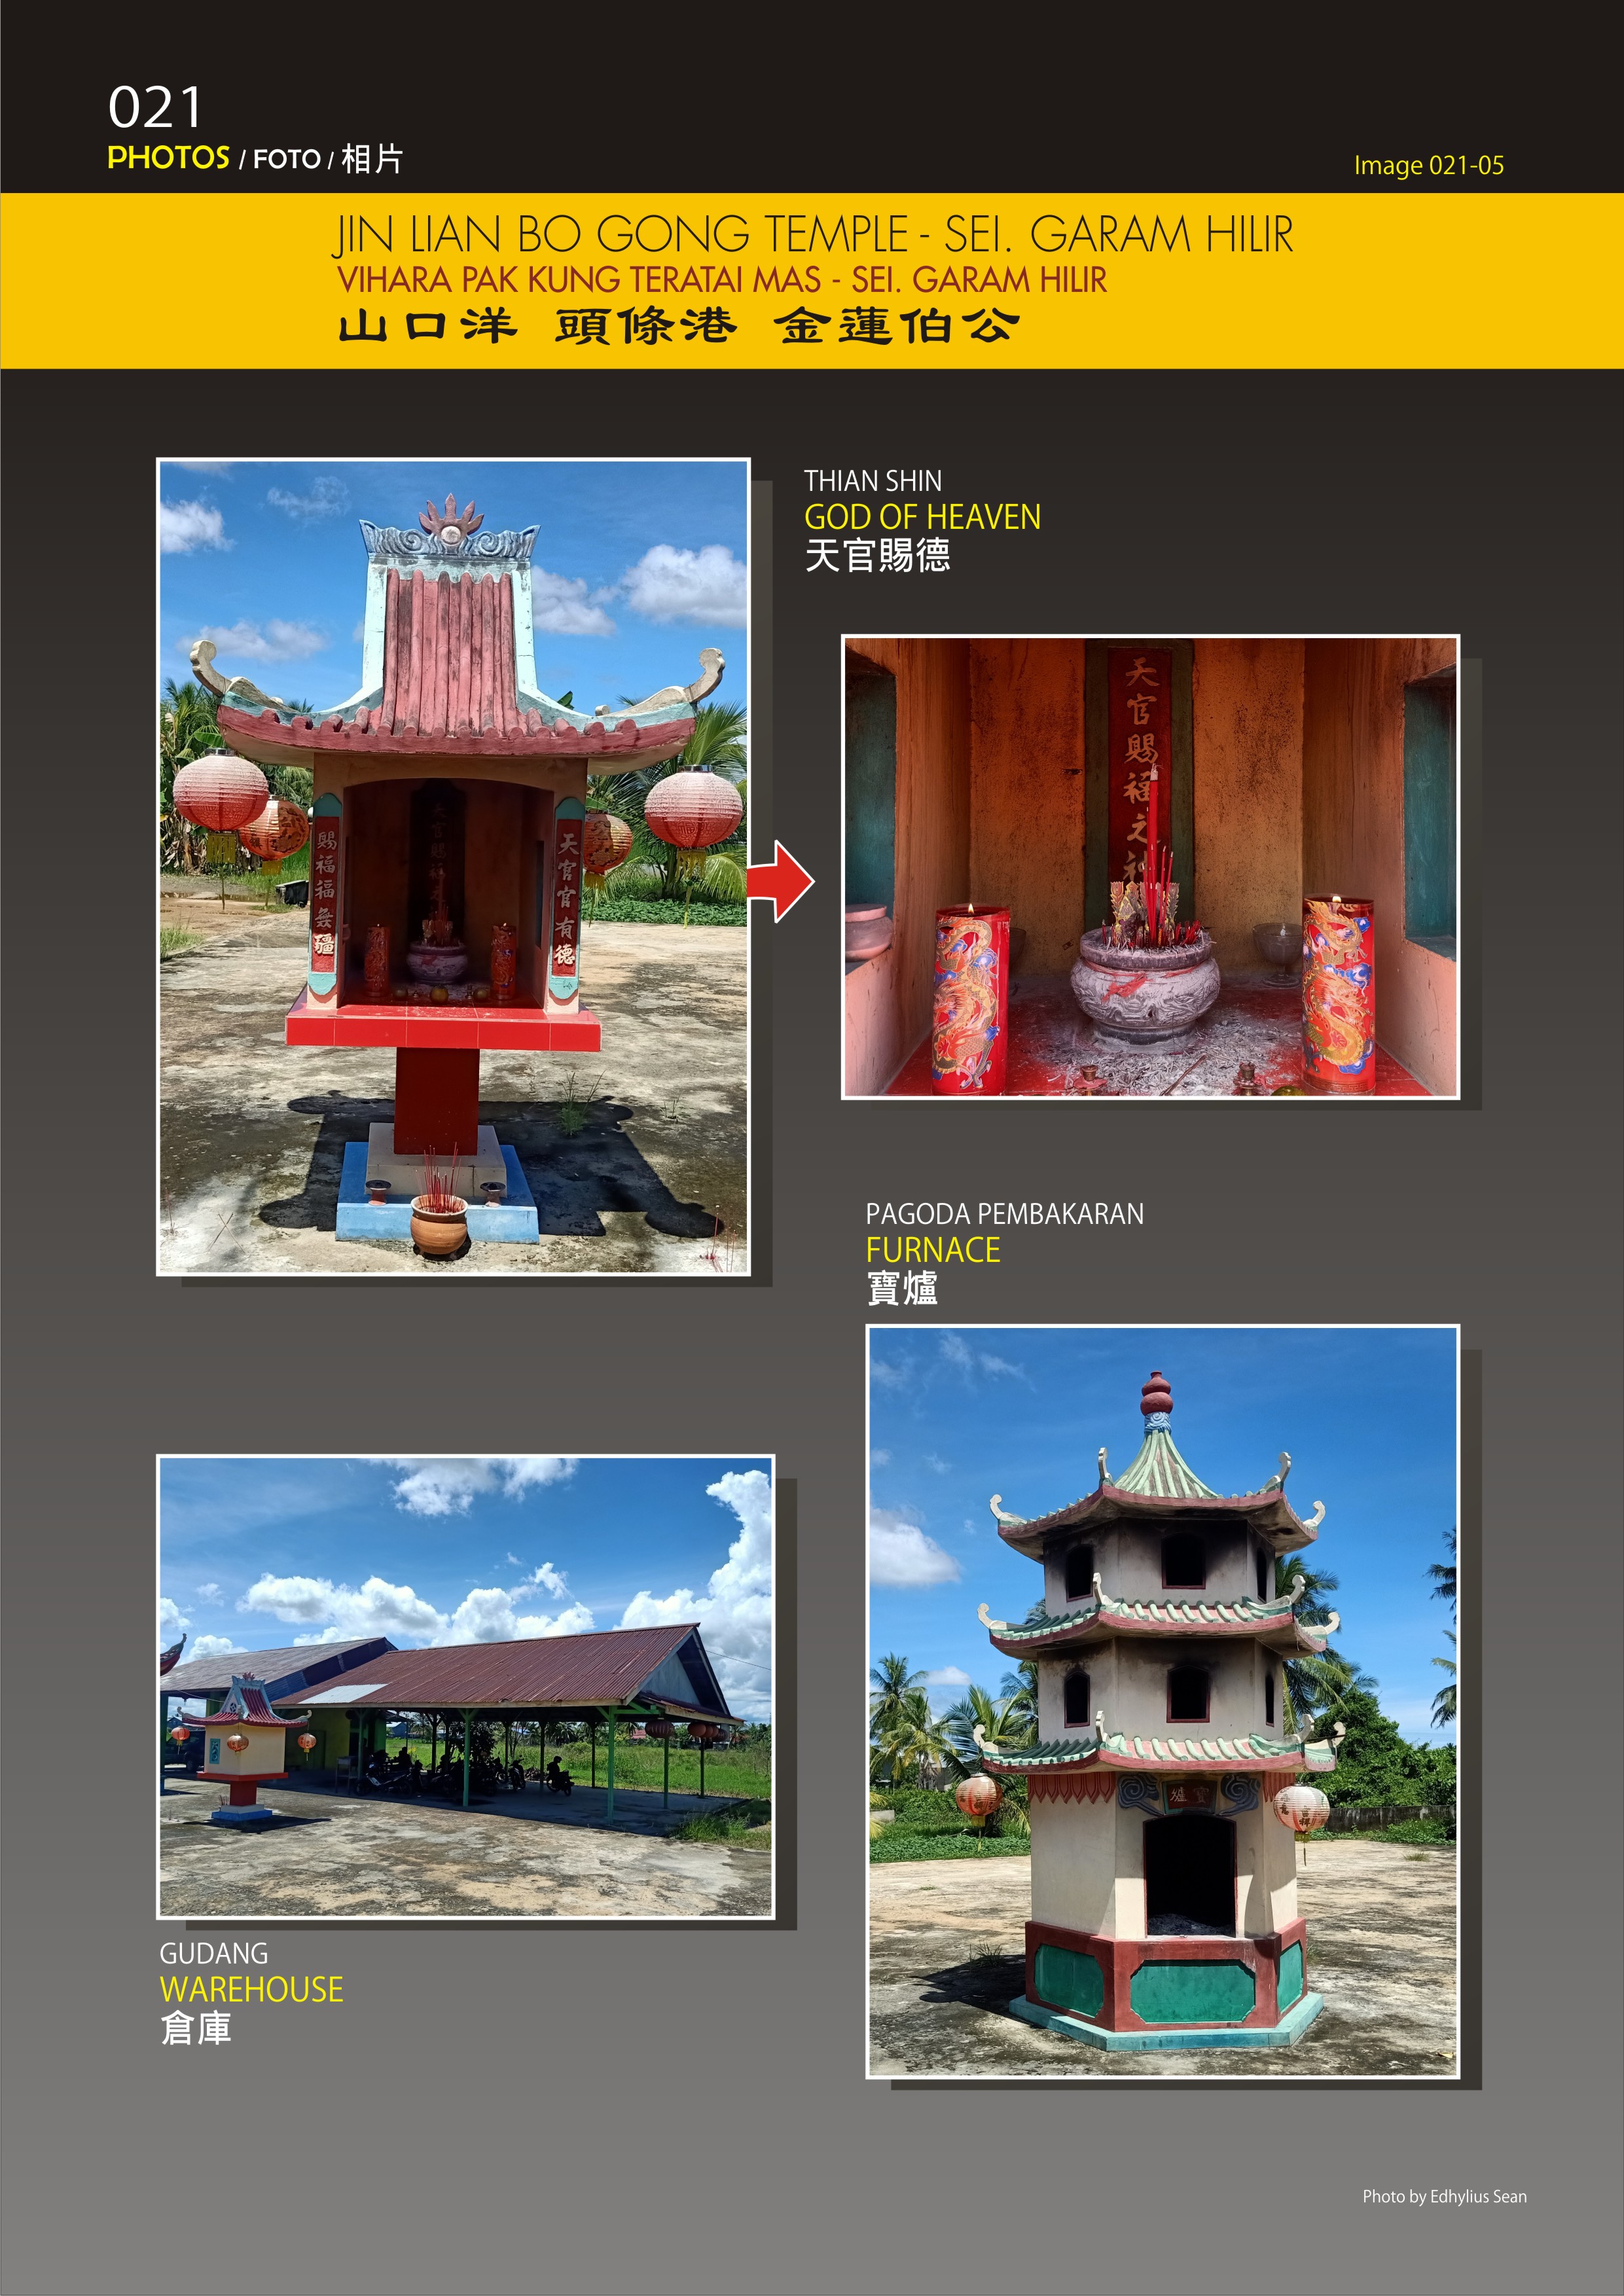 021
PHOTOS / FOTO / 相片
Image 021-05
JIN LIAN BO GONG TEMPLE - SEI. GARAM HILIR
VIHARA PAK KUNG TERATAI MAS - SEI. GARAM HILIR
山口洋 頭條港 金蓮伯公
THIAN SHIN
GOD OF HEAVEN
天官賜德
天官官有德
賜福福無疆
天官賜福之神
PAGODA PEMBAKARAN
FURNACE
寶爐
寶爐
GUDANG
WAREHOUSE
倉庫
Photo by Edhylius Sean